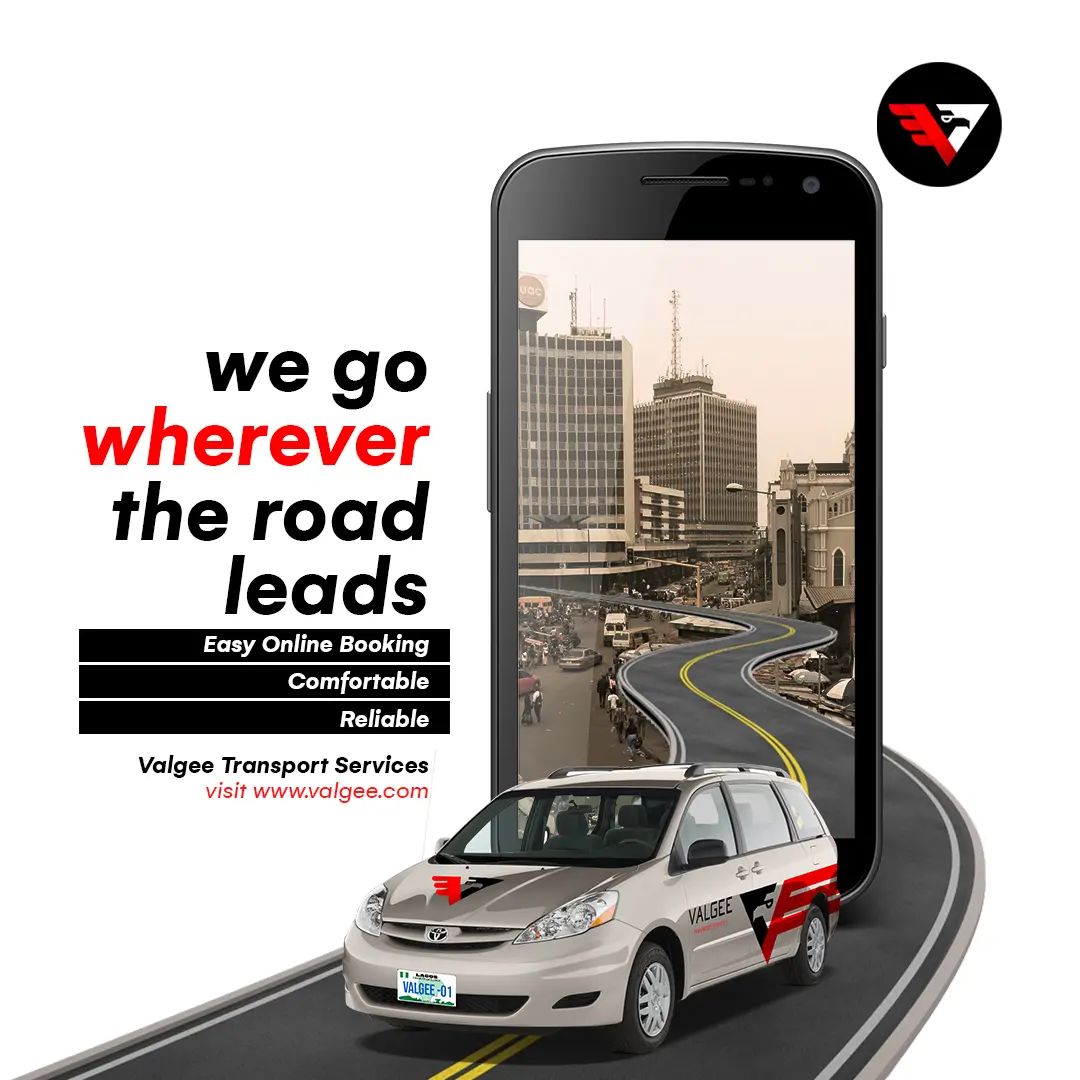 we go
wherever
the road
leads
Easy Online Booking
Comfortable
Reliable
Valgee Transport Services
visit www.valgee.com
uac
VALGEE
LAGOS
VALGEE-01